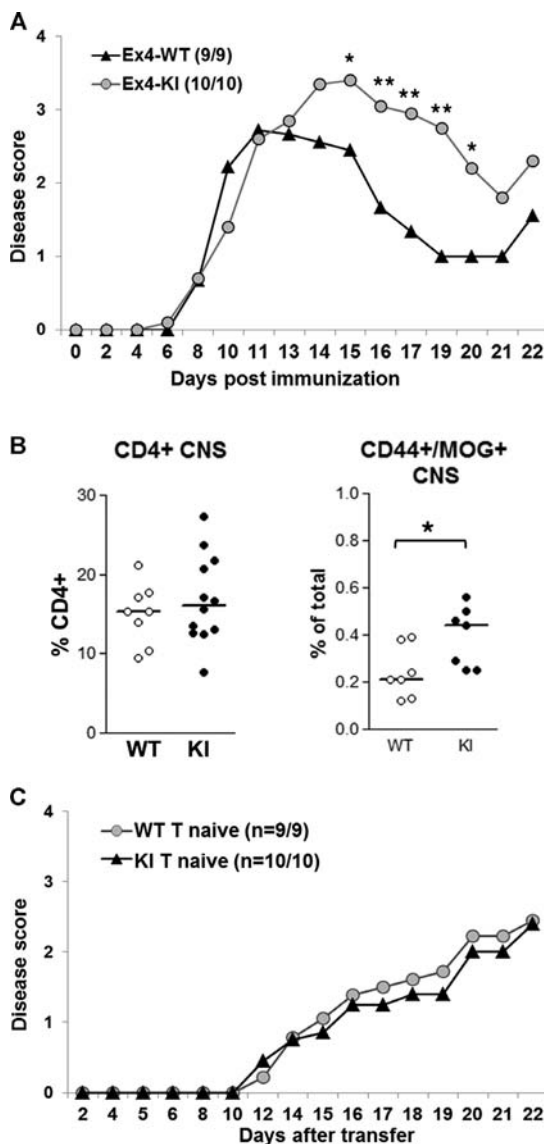 A
4
3
2
1
0
Disease score
Ex4-WT (9/9)
Ex4-KI (10/10)
* ** ** ** *
0 2 4 6 8 10 11 13 14 15 16 17 19 20 21 22
Days post immunization
B
CD4+ CNS
30
20
10
0
% CD4+
WT KI
CD44+/MOG+
CNS
1.0
0.8
0.6
0.4
0.2
0.0
% of total
*
WT KI
C
4
3
2
1
0
Disease score
WT T naive (n=9/9)
KI T naive (n=10/10)
2 4 5 6 8 10 12 14 15 16 17 18 19 20 21 22
Days after transfer